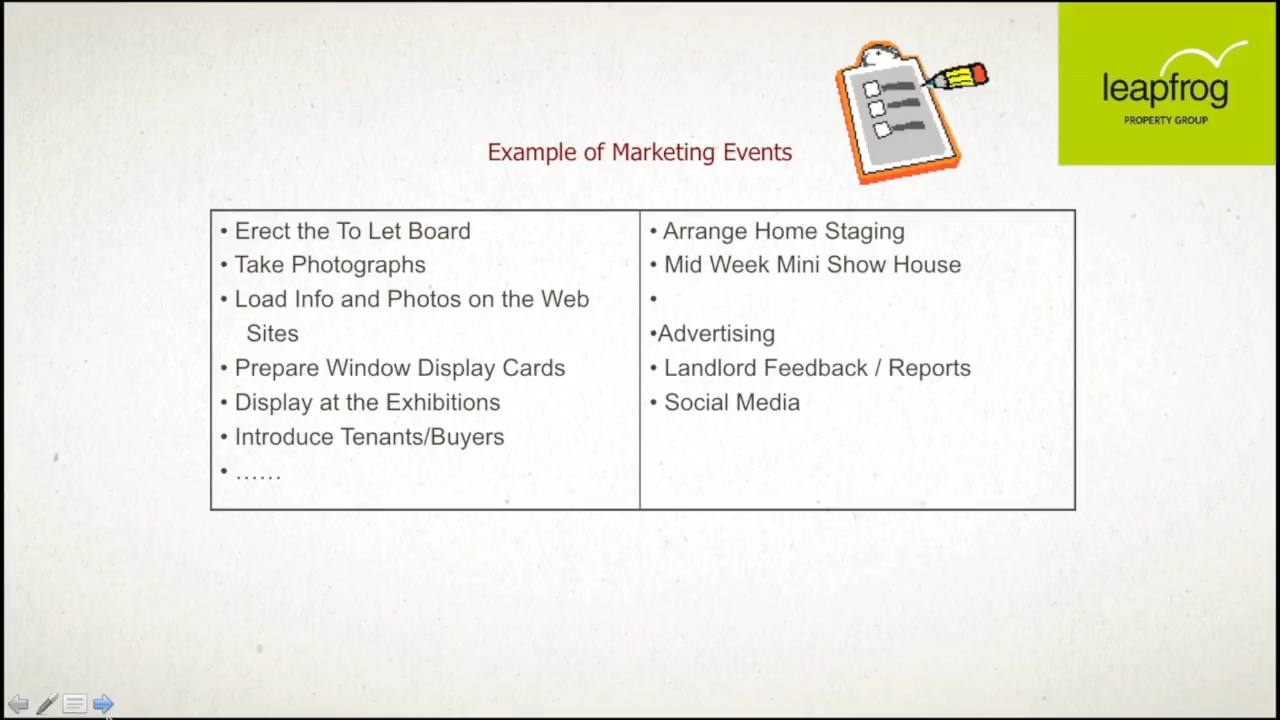 leapfrog
PROPERTY GROUP
Example of Marketing Events
• Erect the To Let Board
• Take Photographs
• Load Info and Photos on the Web
Sites
• Prepare Window Display Cards
• Display at the Exhibitions
• Introduce Tenants/Buyers
• ......
• Arrange Home Staging
• Mid Week Mini Show House
•
•Advertising
• Landlord Feedback / Reports
• Social Media